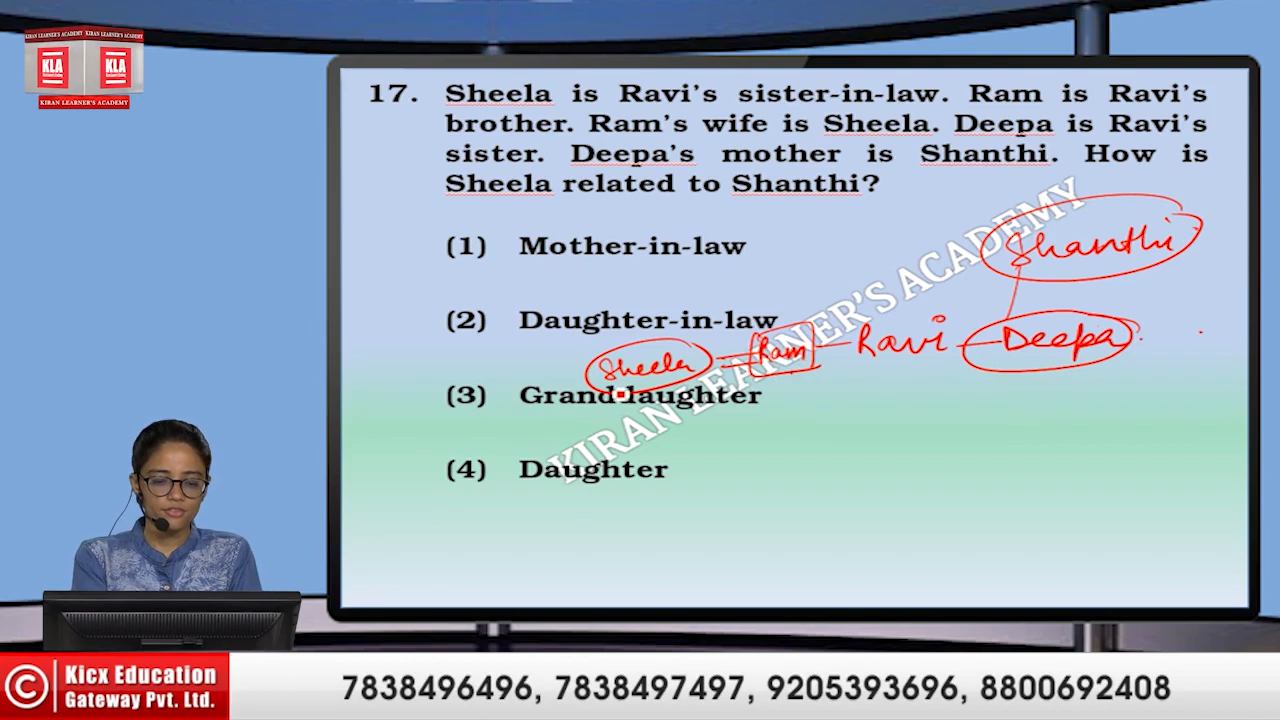 KIRAN LEARNER'S ACADEMY KIRAN LEARNER'S ACADEMY
KLA KLA
KIRAN LEARNER'S ACADEMY
17. Sheela is Ravi's sister-in-law. Ram is Ravi's
brother. Ram's wife is Sheela. Deepa is Ravi's
sister. Deepa's mother is Shanthi. How is
Sheela related to Shanthi?
(1) Mother-in-law
Shanthi
(2) Daughter-in-law
Sheela Ram Ravi Deepa
(3) Granddaughter
(4) Daughter
KIRAN LEARNER'S ACADEMY
© Kicx Education
Gateway Pvt. Ltd.
7838496496, 7838497497, 9205393696, 8800692408